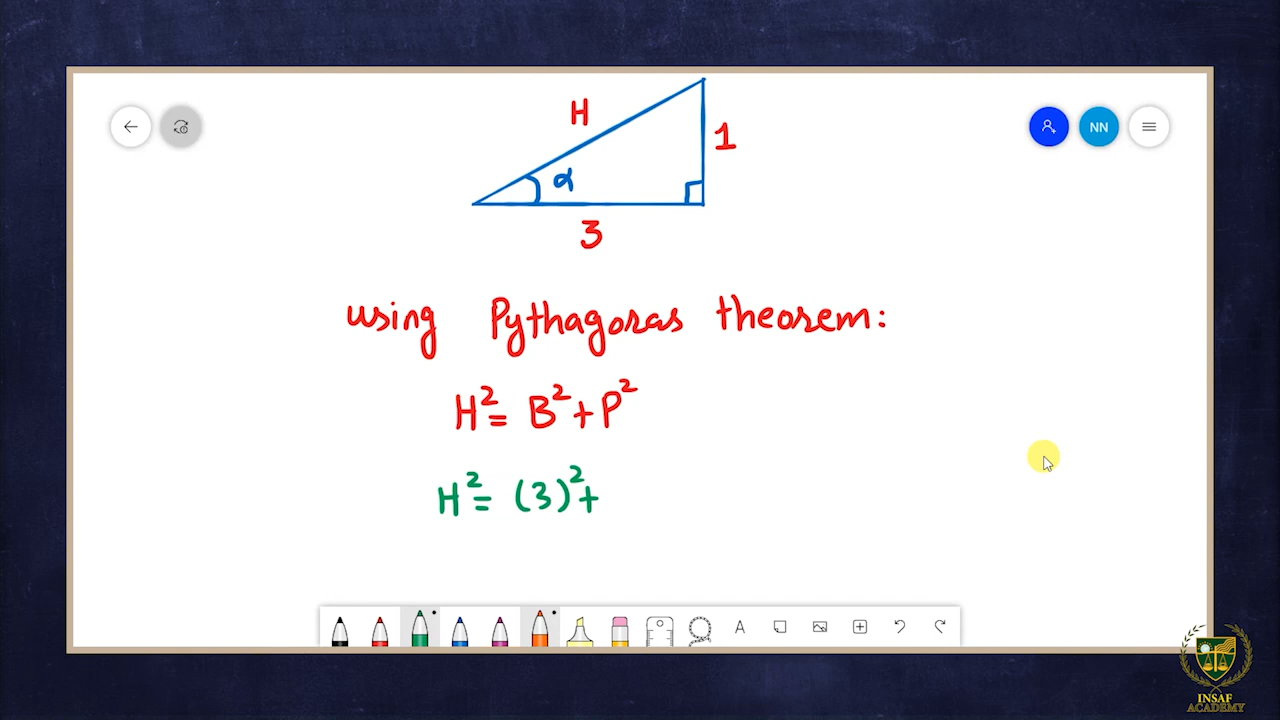 H
1
α
3
NN
using Pythagoras theorem:
H²= B²+P²
H²= (3)²+
A
INSAF
ACADEMY